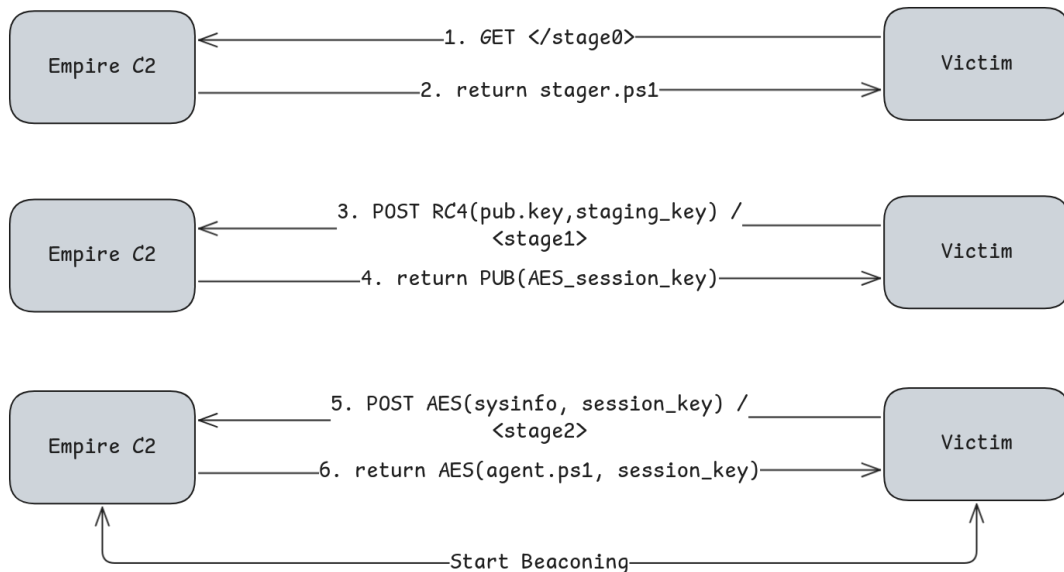 Empire C2
1. GET </stage0>
Victim
2. return stager.ps1
Empire C2
3. POST RC4(pub.key,staging_key) /
<stage1>
Victim
4. return PUB(AES_session_key)
Empire C2
5. POST AES(sysinfo, session_key) /
<stage2>
Victim
6. return AES(agent.ps1, session_key)
Start Beaconing